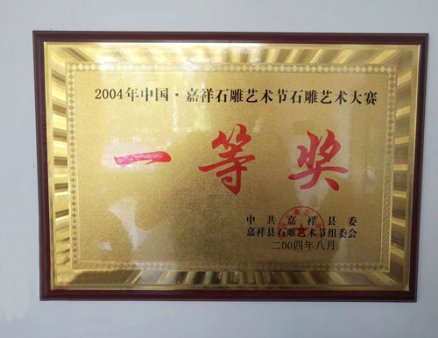 2004年中国·嘉祥石雕艺术节石雕艺术大赛
一等奖
中共嘉祥县委
嘉祥县石雕艺术节组委会
二〇〇四年八月